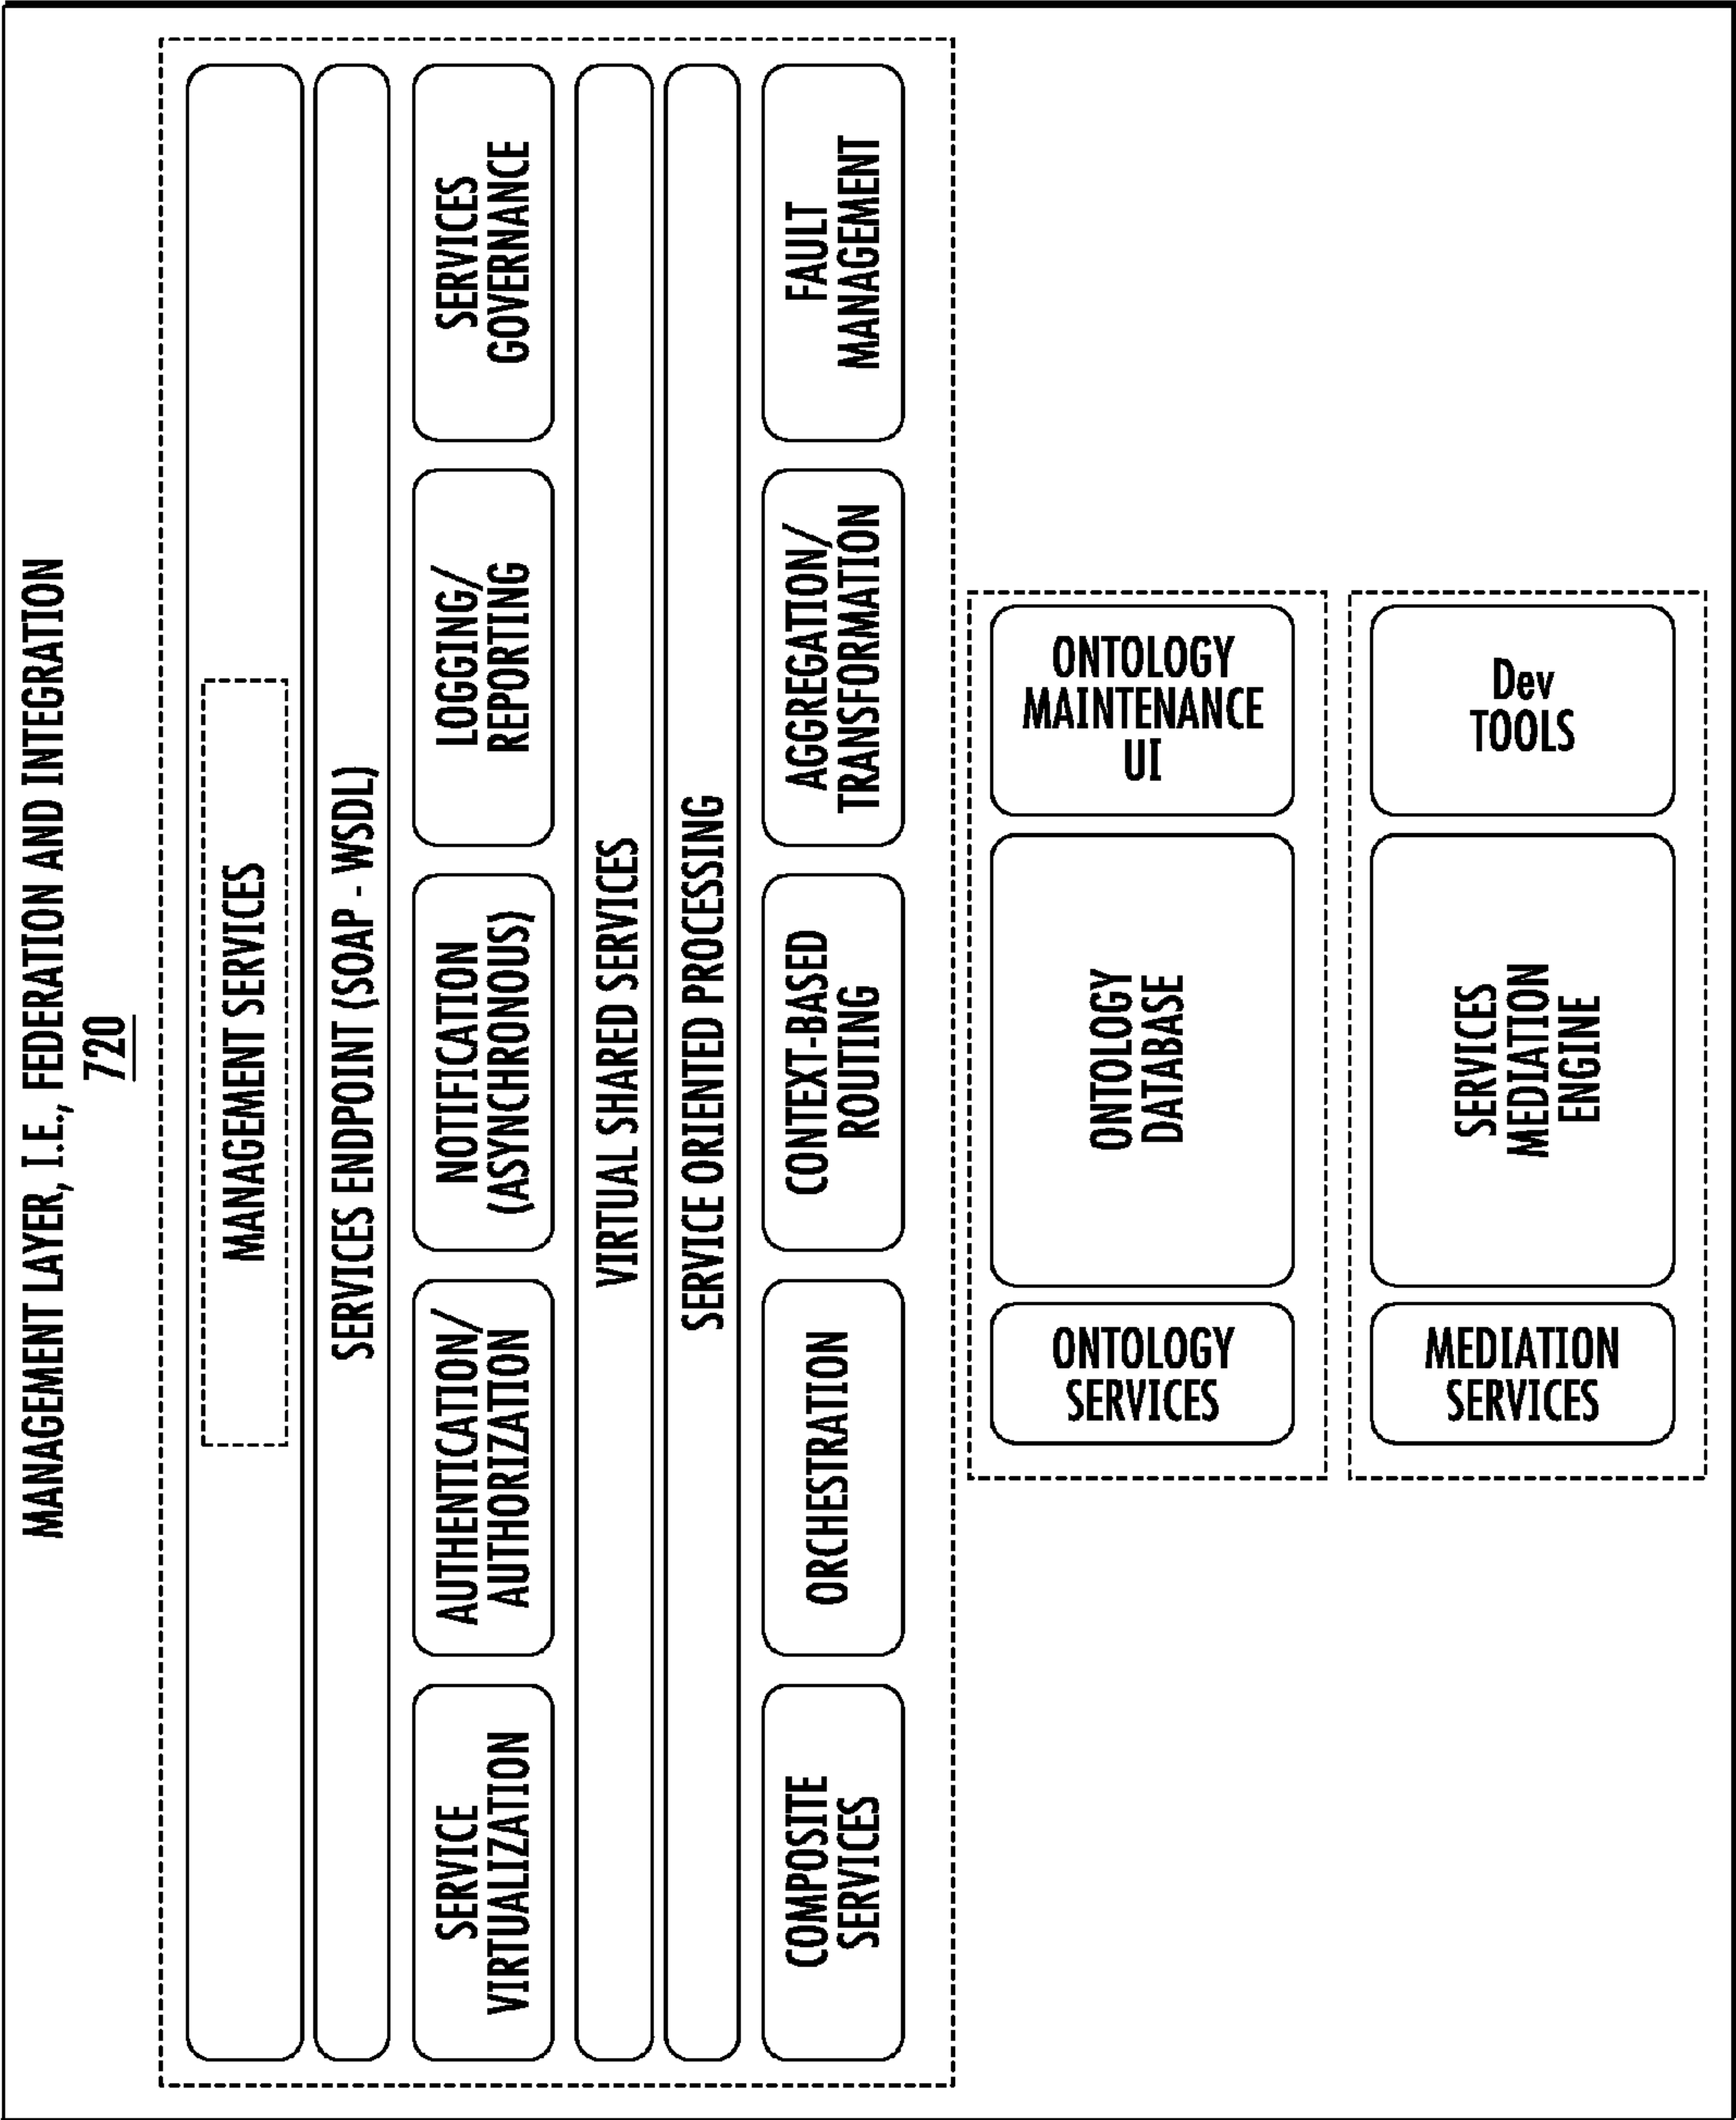 MANAGEMENT LAYER, I.E., FEDERATION AND INTEGRATION
720
MANAGEMENT SERVICES
SERVICES ENDPOINT (SOAP - WSDL)
SERVICE
VIRTUALIZATION
AUTHENTICATION/
AUTHORIZATION
NOTIFICATION
(ASYNCHRONOUS)
LOGGING/
REPORTING
SERVICES
GOVERNANCE
VIRTUAL SHARED SERVICES
SERVICE ORIENTED PROCESSING
COMPOSITE
SERVICES
ORCHESTRATION
CONTEXT-BASED
ROUTING
AGGREGATION/
TRANSFORMATION
FAULT
MANAGEMENT
ONTOLOGY
SERVICES
ONTOLOGY
DATABASE
ONTOLOGY
MAINTENANCE
UI
MEDIATION
SERVICES
SERVICES
MEDIATION
ENGINE
Dev
TOOLS